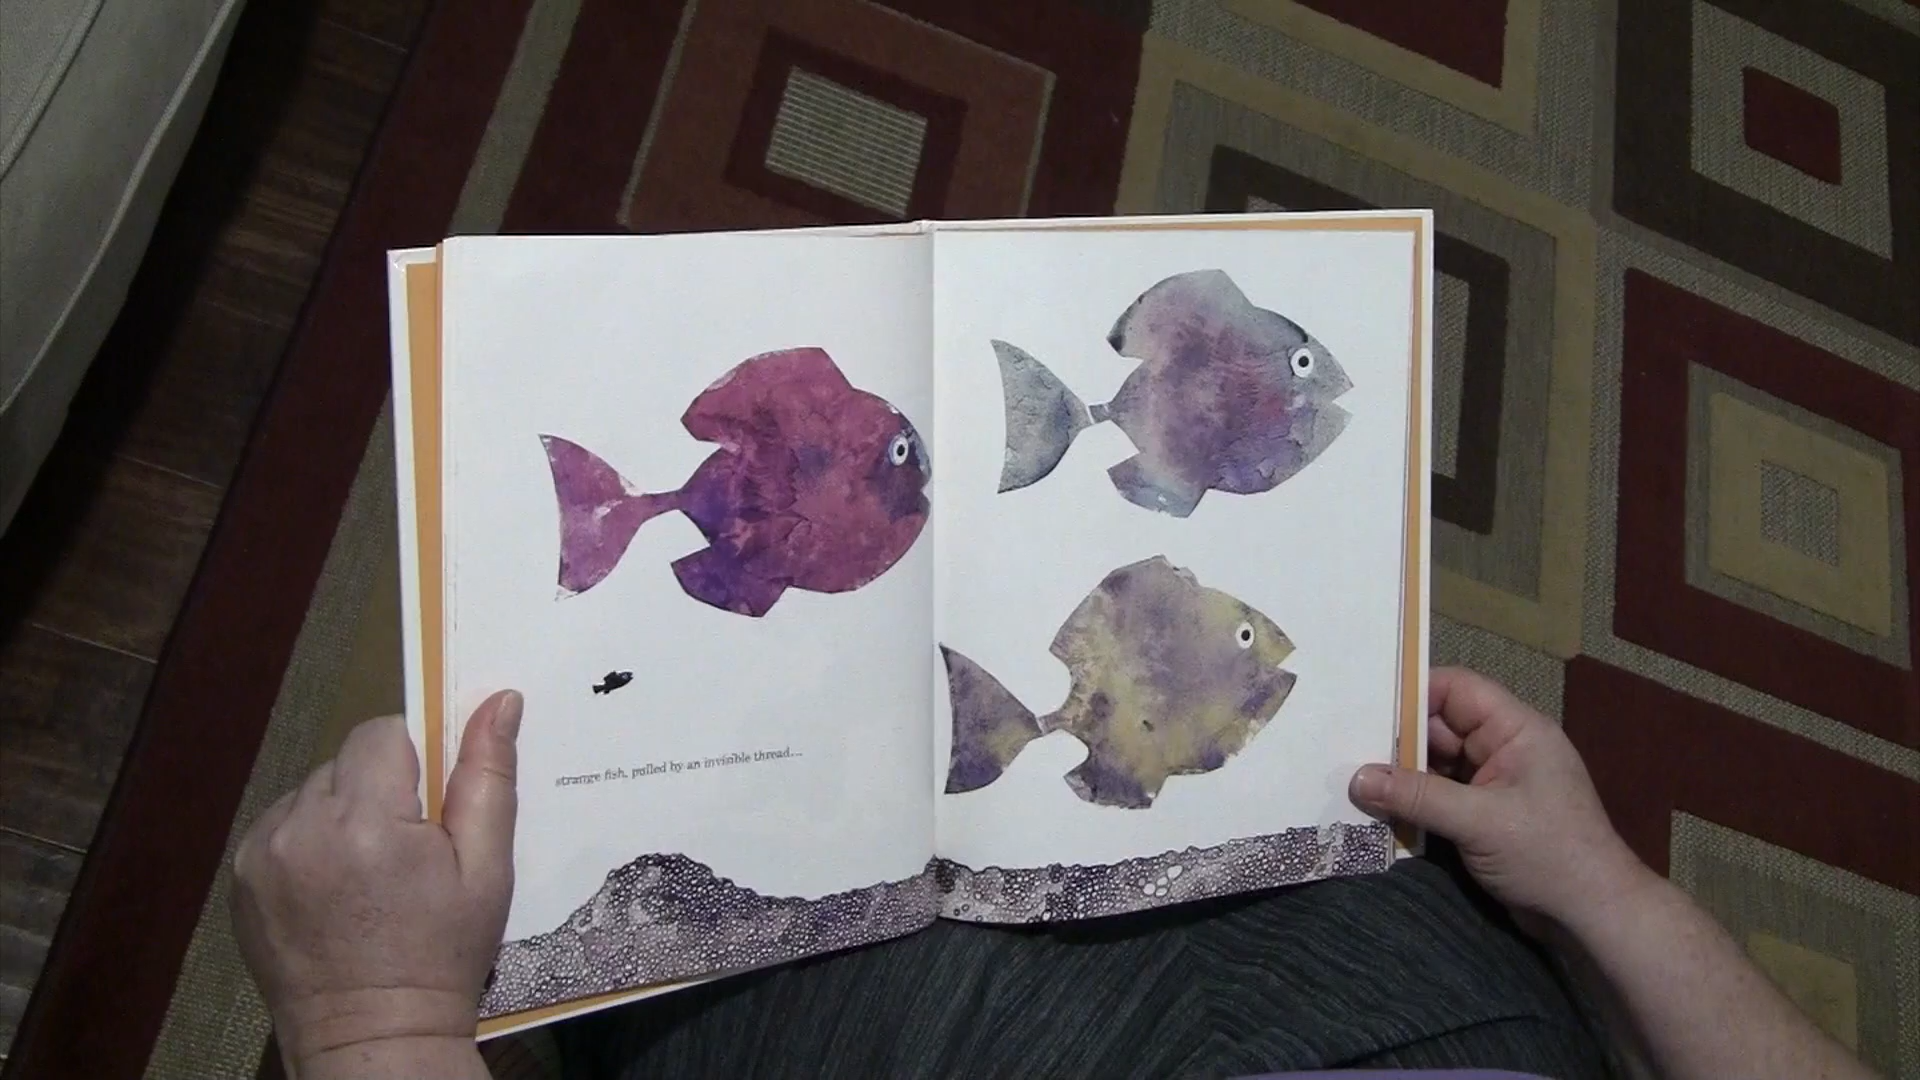 strange fish, pulled by an invisible thread...